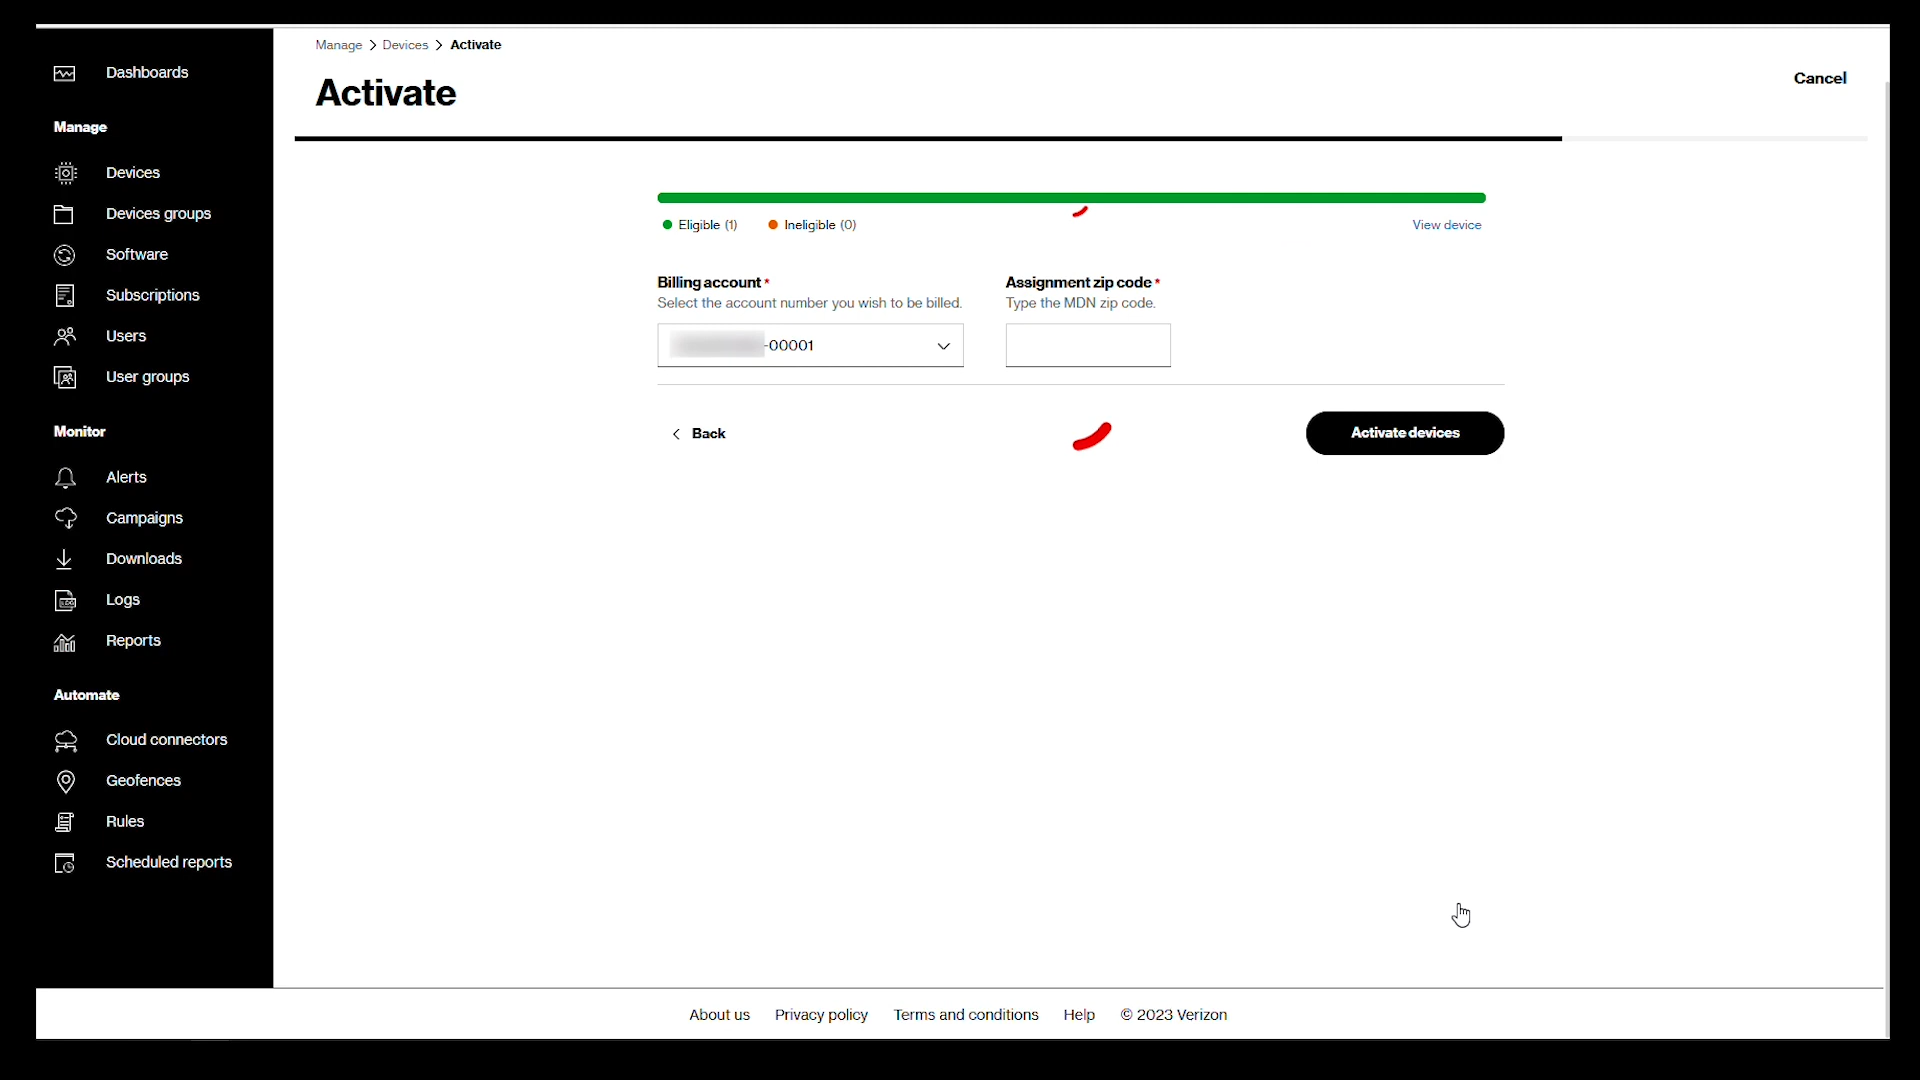 Dashboards
Manage
Devices
Devices groups
Software
Subscriptions
Users
User groups
Monitor
Alerts
Campaigns
Downloads
Logs
Reports
Automate
Cloud connectors
Geofences
Rules
Scheduled reports
Manage > Devices > Activate
Activate
Cancel
Eligible (1) Ineligible (0) View device
Billing account * Assignment zip code *
Select the account number you wish to be billed. Type the MDN zip code.
-00001
Back
Activate devices
About us Privacy policy Terms and conditions Help © 2023 Verizon